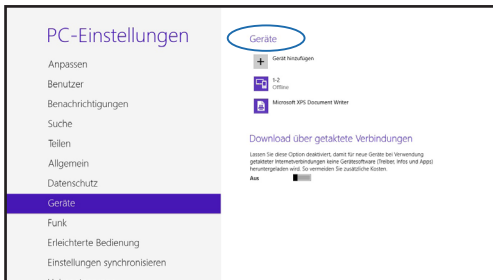 PC-Einstellungen
Anpassen
Benutzer
Benachrichtigungen
Suche
Teilen
Allgemein
Datenschutz
Geräte
Funk
Erleichterte Bedienung
Einstellungen synchronisieren
Geräte
Gerät hinzufügen
1-2
Offline
Microsoft XPS Document Writer
Download über getaktete Verbindungen
Lassen Sie diese Option deaktiviert, damit für neue Geräte bei Verwendung
getakteter Internetverbindungen keine Gerätesoftware (Treiber, Infos und Apps)
heruntergeladen wird. So vermeiden Sie zusätzliche Kosten.
Aus